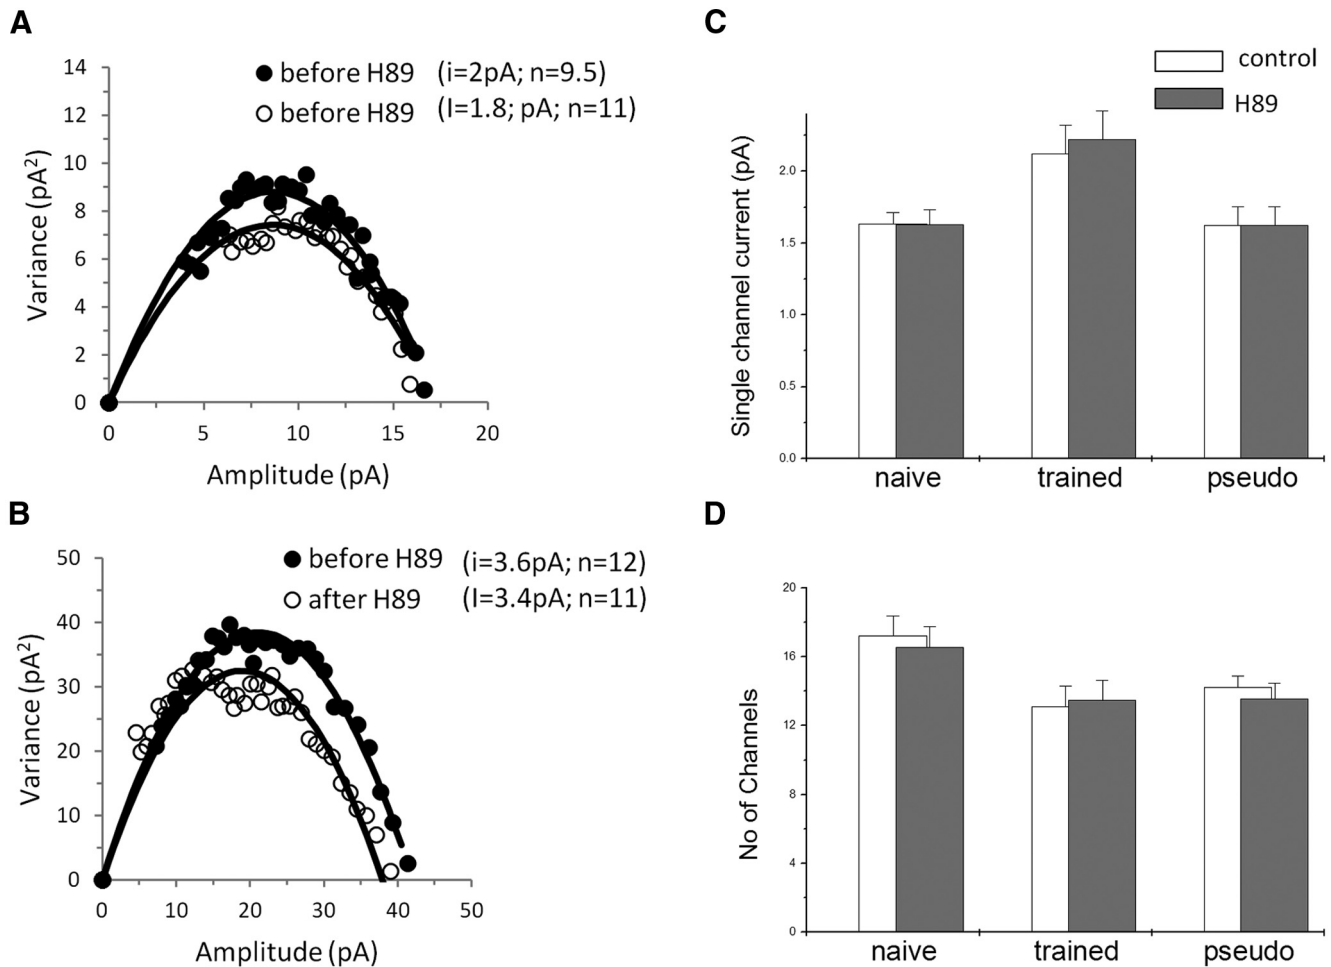 A
before H89 (i=2pA; n=9.5)
before H89 (I=1.8; pA; n=11)
Variance (pA²)
14
12
10
8
6
4
2
0
0 5 10 15 20
Amplitude (pA)
B
before H89 (i=3.6pA; n=12)
after H89 (I=3.4pA; n=11)
Variance (pA²)
50
40
30
20
10
0
0 10 20 30 40 50
Amplitude (pA)
C
control
H89
Single channel current (pA)
2.0
1.5
1.0
0.5
0.0
naive trained pseudo
D
No of Channels
20
16
12
8
4
0
naive trained pseudo